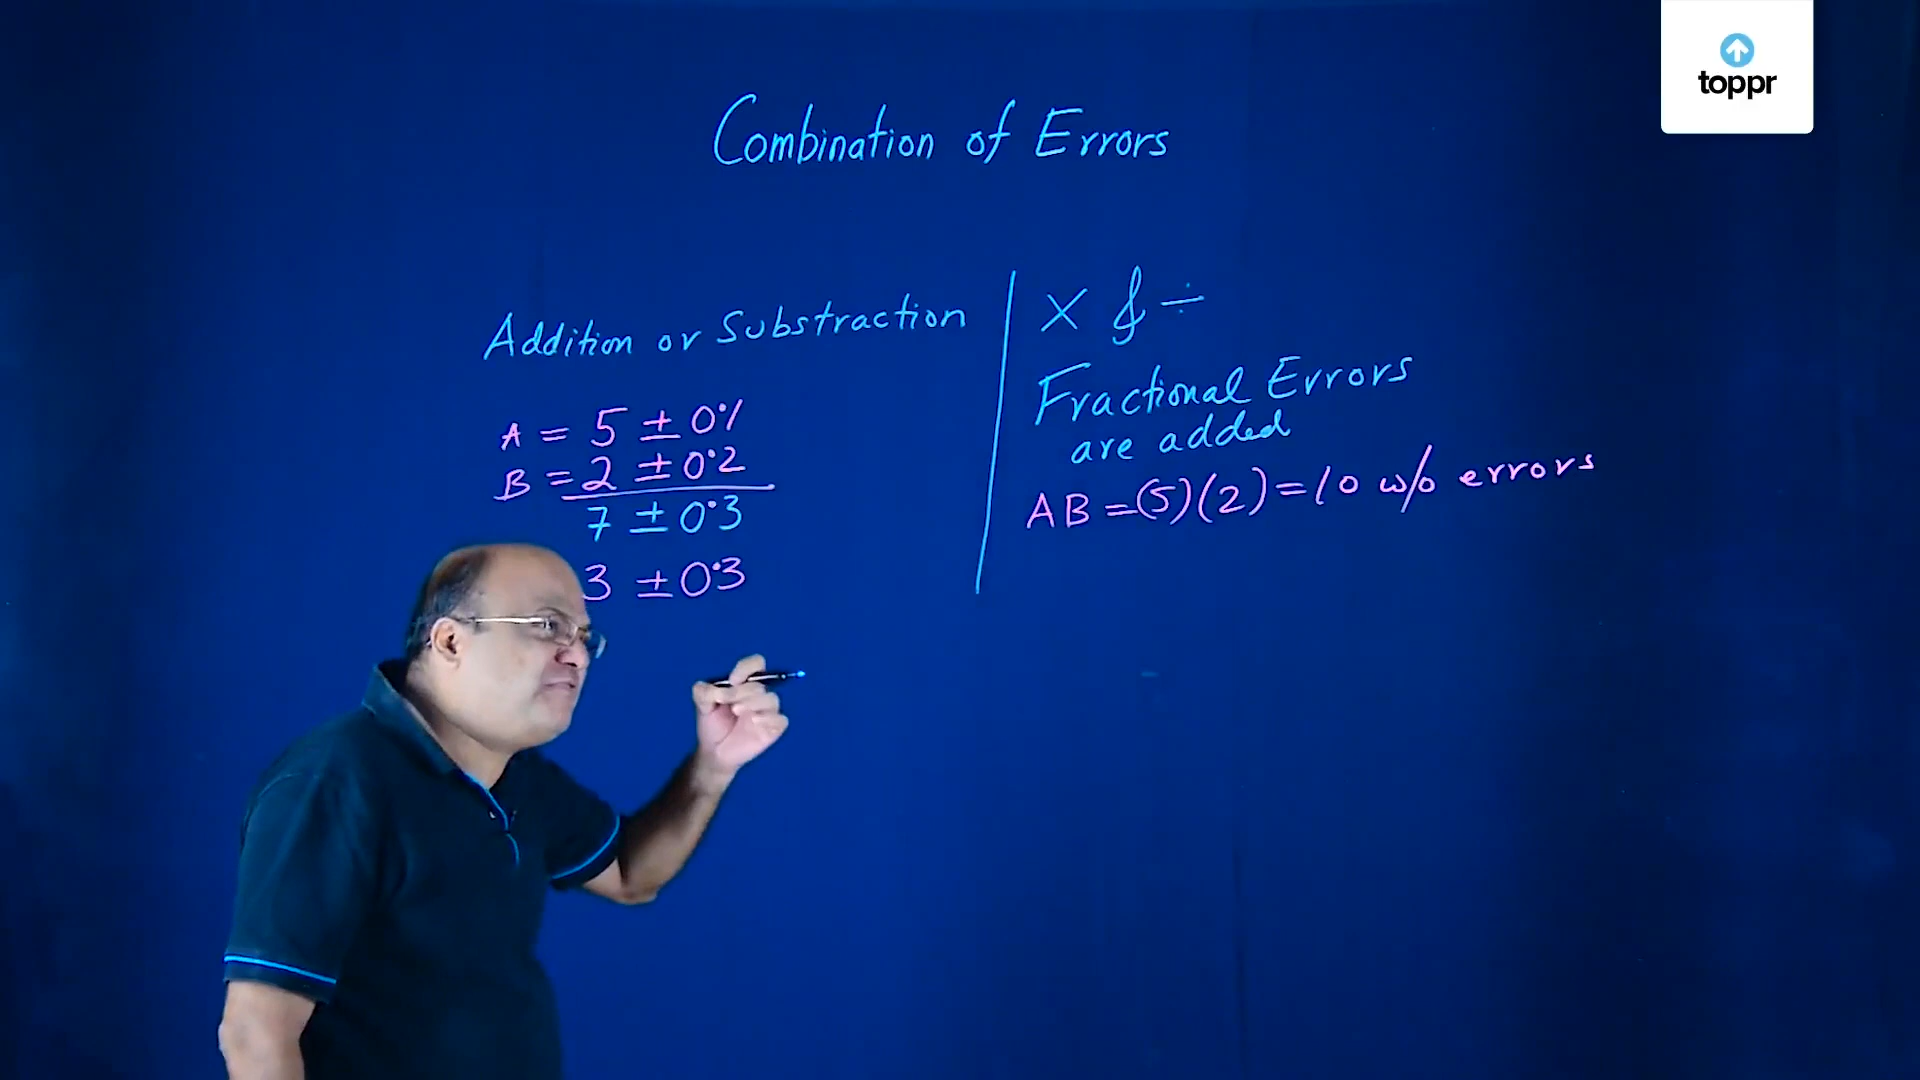 toppr
Combination of Errors
Addition or Substraction
A = 5 ± 0.1
B = 2 ± 0.2
7 ± 0.3
3 ± 0.3
× & ÷
Fractional Errors
are added
AB = (5)(2) = 10 w/o errors